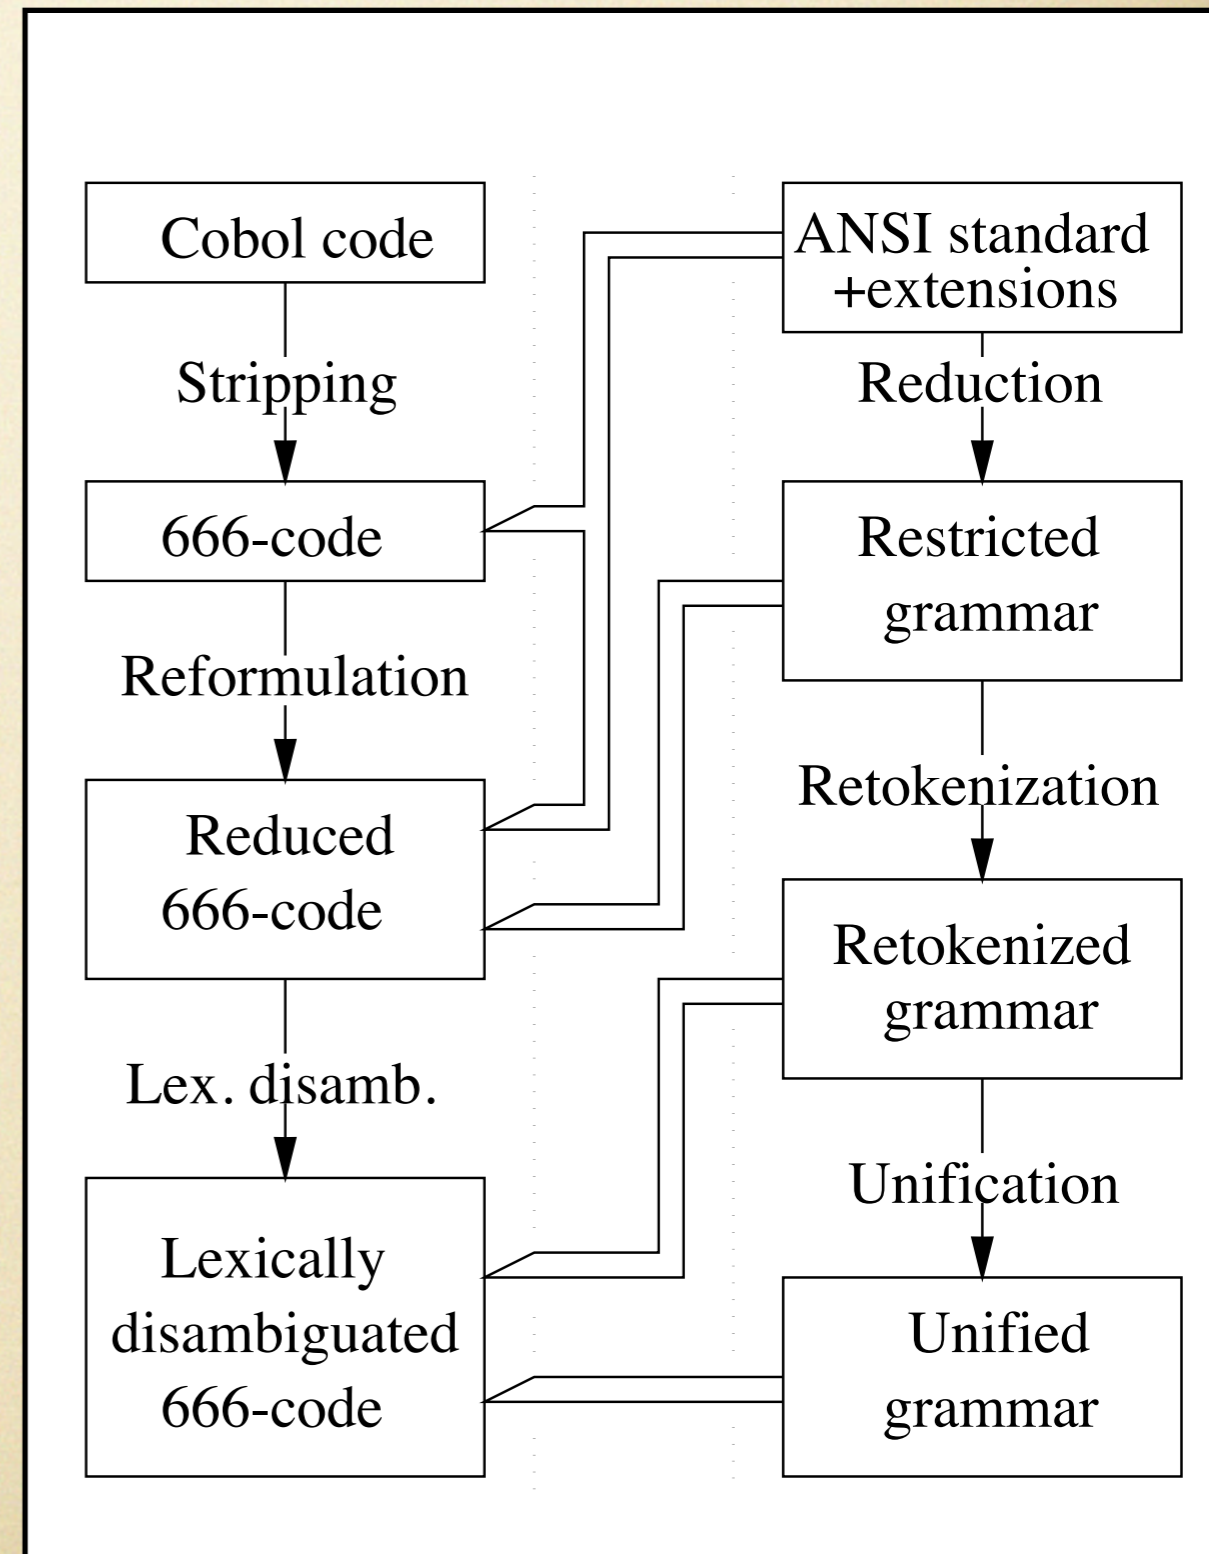 Cobol code
Stripping
666-code
Reformulation
Reduced
666-code
Lex. disamb.
Lexically
disambiguated
666-code
ANSI standard
+extensions
Reduction
Restricted
grammar
Retokenization
Retokenized
grammar
Unification
Unified
grammar